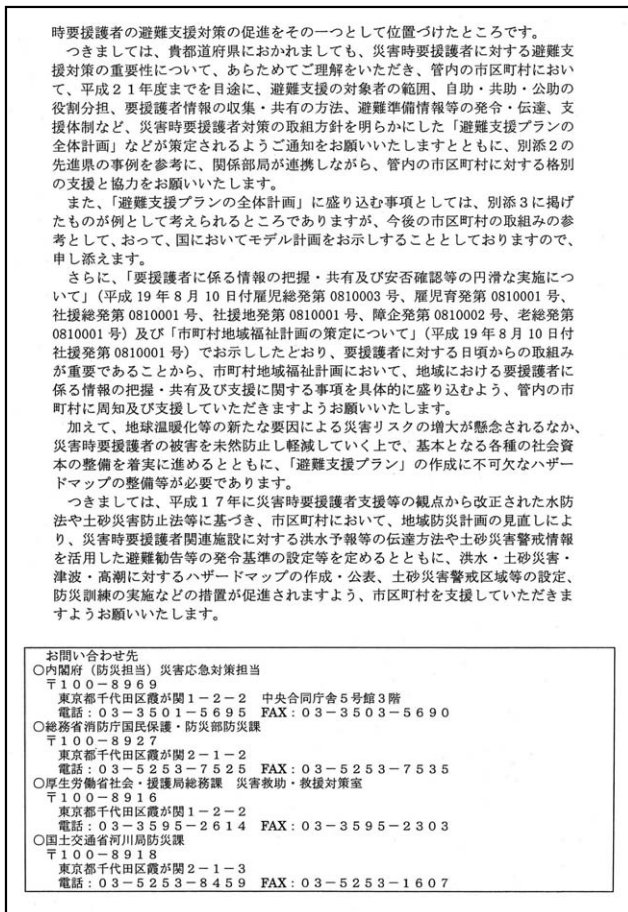 時要援護者の避難支援対策の促進をその一つとして位置づけたところです。
　つきましては、貴都道府県におかれましても、災害時要援護者に対する避難支
援対策の重要性について、あらためてご理解をいただき、管内の市区町村におい
て、平成２１年度までを目途に、避難支援の対象者の範囲、自助・共助・公助の
役割分担、要援護者情報の収集・共有の方法、避難準備情報等の発令・伝達、支
援体制など、災害時要援護者対策の取組方針を明らかにした「避難支援プランの
全体計画」などが策定されるようご通知をお願いいたしますとともに、別添２の
先進県の事例を参考に、関係部局が連携しながら、管内の市区町村に対する格別
の支援と協力をお願いいたします。
　また、「避難支援プランの全体計画」に盛り込む事項としては、別添３に掲げ
たものが例として考えられるところでありますが、今後の市区町村の取組みの参
考として、おって、国においてモデル計画をお示しすることとしておりますので、
申し添えます。
　さらに、「要援護者に係る情報の把握・共有及び安否確認等の円滑な実施につ
いて」（平成 19 年 8 月 10 日付雇児総発第 0810003 号、雇児育発第 0810001 号、
社援総発第 0810001 号、社援地発第 0810001 号、障企発第 0810002 号、老総発第
0810001 号）及び「市町村地域福祉計画の策定について」（平成 19 年 8 月 10 日付
社援発第 0810001 号）でお示ししたとおり、要援護者に対する日頃からの取組み
が重要であることから、市町村地域福祉計画において、地域における要援護者に
係る情報の把握・共有及び支援に関する事項を具体的に盛り込むよう、管内の市
町村に周知及び支援していただきますようお願いいたします。
　加えて、地球温暖化等の新たな要因による災害リスクの増大が懸念されるなか、
災害時要援護者の被害を未然防止し軽減していく上で、基本となる各種の社会資
本の整備を着実に進めるとともに、「避難支援プラン」の作成に不可欠なハザー
ドマップの整備等が必要であります。
　つきましては、平成１７年に災害時要援護者支援等の観点から改正された水防
法や土砂災害防止法等に基づき、市区町村において、地域防災計画の見直しによ
り、災害時要援護者関連施設に対する洪水予報等の伝達方法や土砂災害警戒情報
を活用した避難勧告等の発令基準の設定等を定めるとともに、洪水・土砂災害・
津波・高潮に対するハザードマップの作成・公表、土砂災害警戒区域等の設定、
防災訓練の実施などの措置が促進されますよう、市区町村を支援していただきま
すようお願いいたします。
お問い合わせ先
○内閣府（防災担当）災害応急対策担当
〒１００－８９６９
東京都千代田区霞が関１－２－２　中央合同庁舎５号館３階
電話：０３－３５０１－５６９５　FAX：０３－３５０３－５６９０
○総務省消防庁国民保護・防災部防災課
〒１００－８９２７
東京都千代田区霞が関２－１－２
電話：０３－５２５３－７５２５　FAX：０３－５２５３－７５３５
○厚生労働省社会・援護局総務課　災害救助・救援対策室
〒１００－８９１６
東京都千代田区霞が関１－２－２
電話：０３－３５９５－２６１４　FAX：０３－３５９５－２３０３
○国土交通省河川局防災課
〒１００－８９１８
東京都千代田区霞が関２－１－３
電話：０３－５２５３－８４５９　FAX：０３－５２５３－１６０７